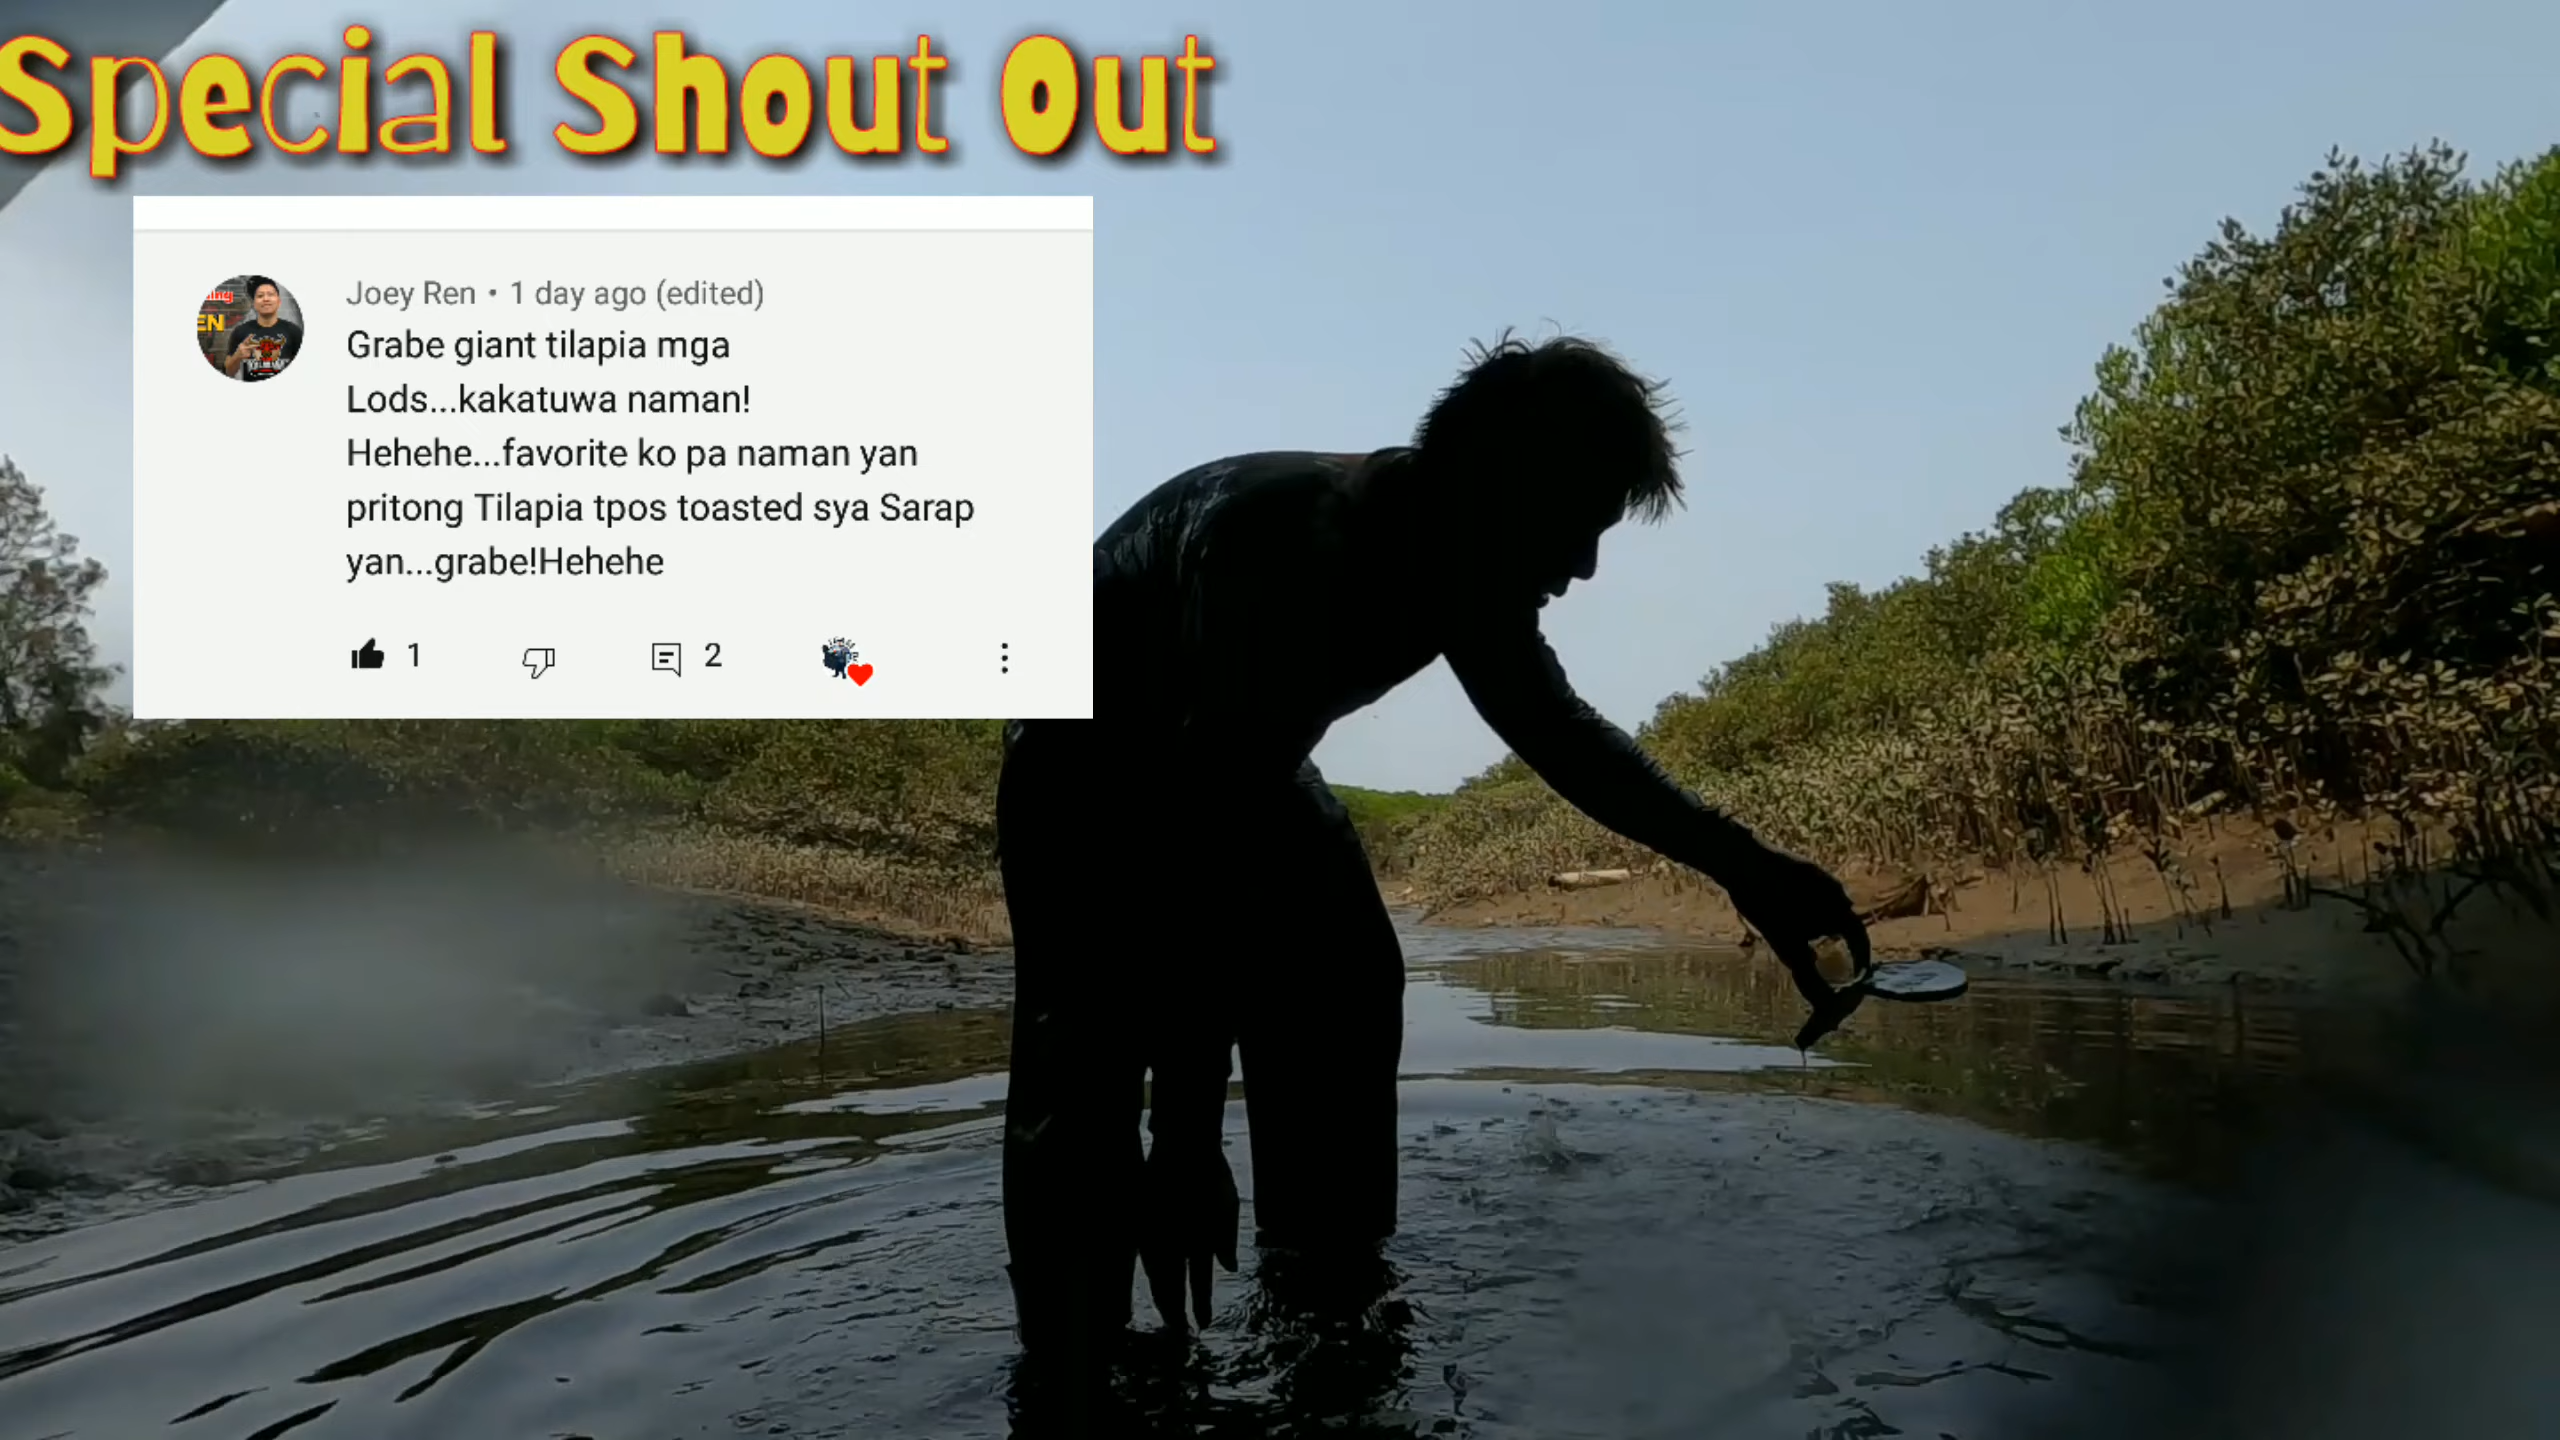 Special Shout Out
Joey Ren • 1 day ago (edited)
Grabe giant tilapia mga
Lods...kakatuwa naman!
Hehehe...favorite ko pa naman yan
pritong Tilapia tpos toasted sya Sarap
yan...grabe!Hehehe
1 2